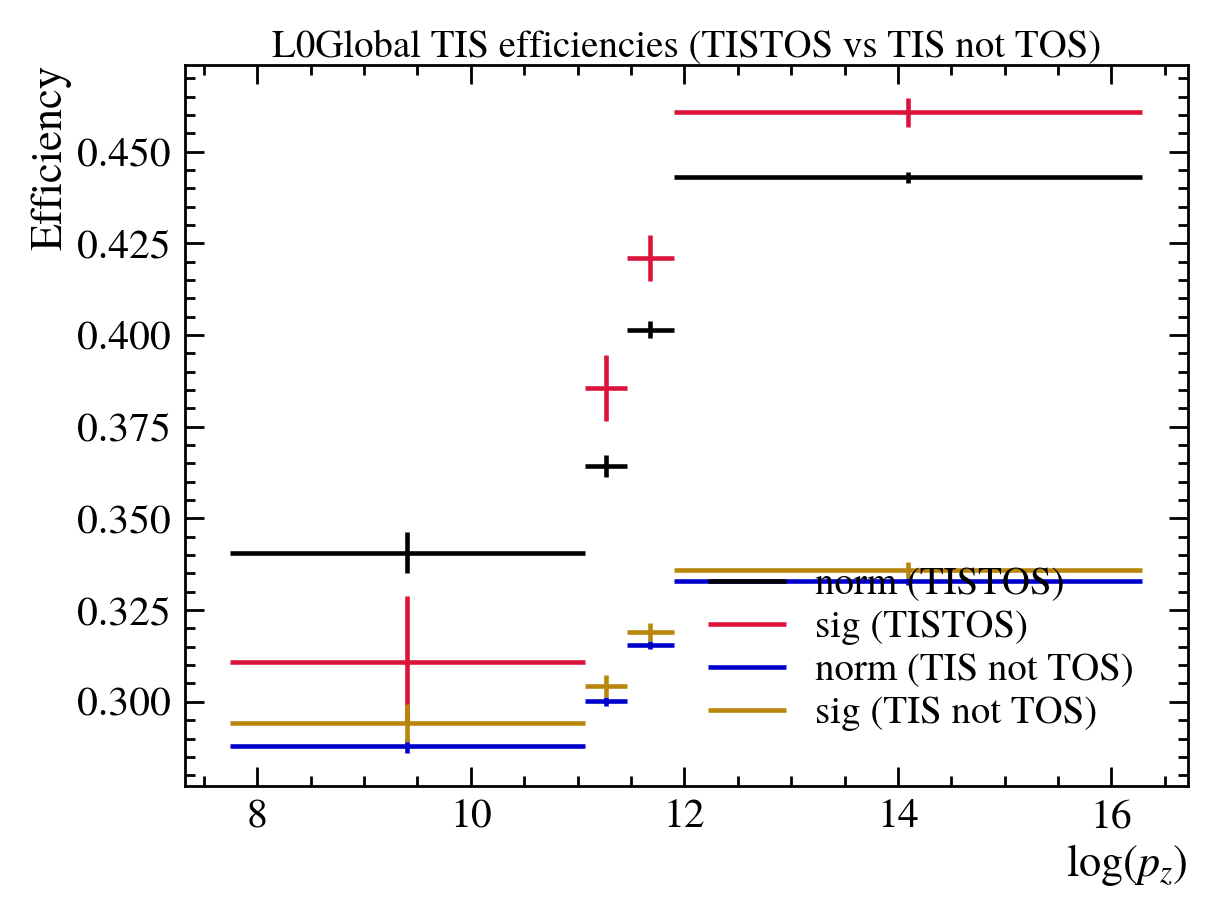 L0Global TIS efficiencies (TISTOS vs TIS not TOS)
Efficiency
0.450
0.425
0.400
0.375
0.350
0.325
0.300
norm (TISTOS)
sig (TISTOS)
norm (TIS not TOS)
sig (TIS not TOS)
8 10 12 14 16
log(p_z)